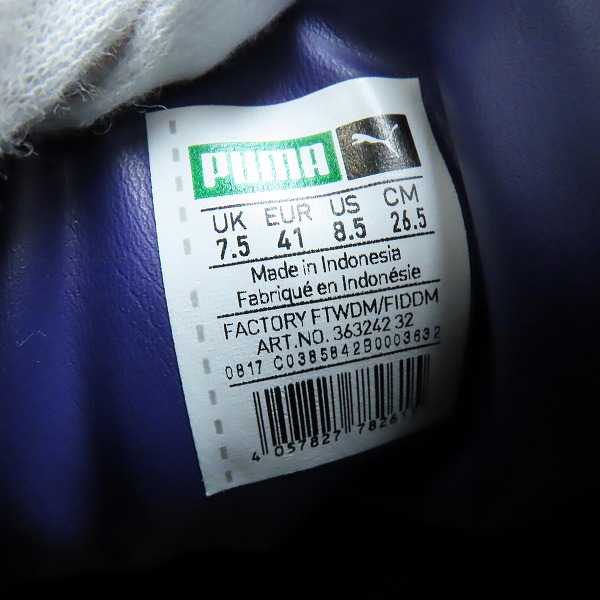 PUMA
UK EUR US CM
7.5 41 8.5 26.5
Made in Indonesia
Fabriqué en Indonésie
FACTORY FTWDM/FIDDM
ART.NO. 363242 32
0817 C0385842B0003632
4 057827 78261